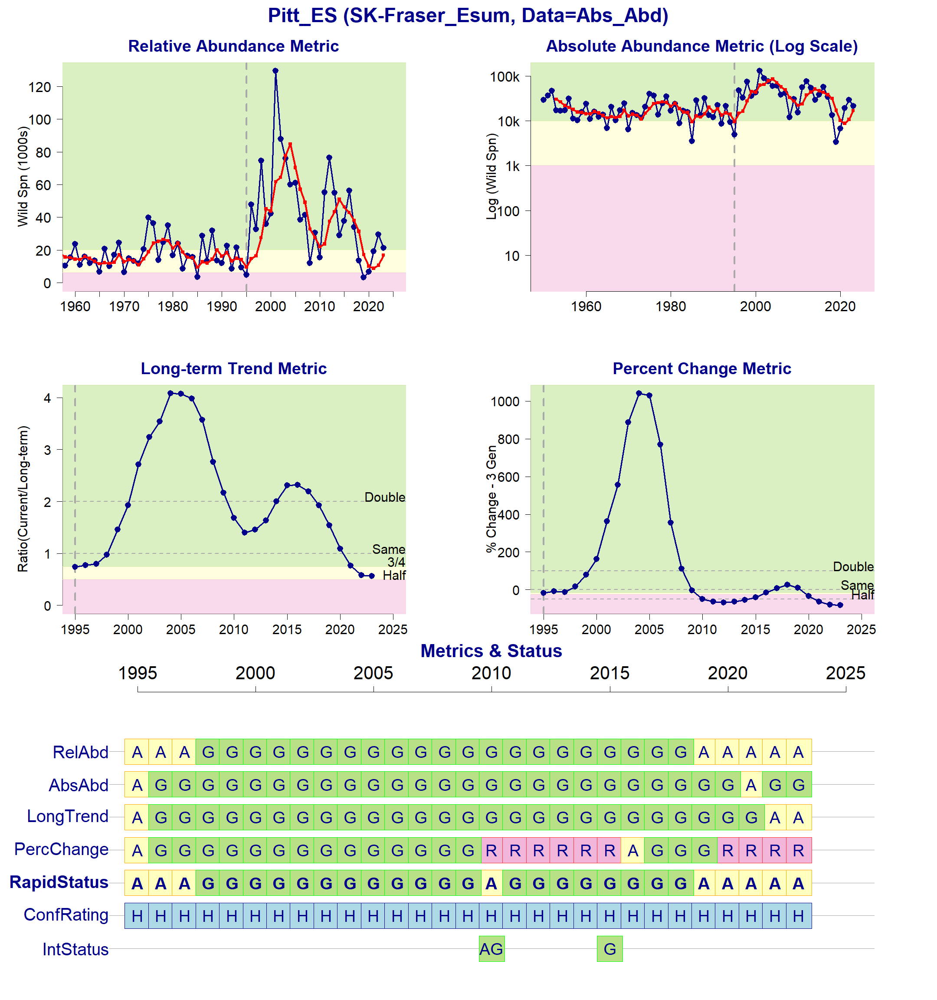 Pitt_ES (SK-Fraser_Esum, Data=Abs_Abd)
Relative Abundance Metric
Wild Spn (1000s)
120
100
80
60
40
20
0
1960 1970 1980 1990 2000 2010 2020
Absolute Abundance Metric (Log Scale)
Log (Wild Spn)
100k
10k
1k
100
10
1960 1980 2000 2020
Long-term Trend Metric
Ratio(Current/Long-term)
4
3
2
1
0
Double
Same
3/4
Half
1995 2000 2005 2010 2015 2020 2025
Percent Change Metric
% Change - 3 Gen
1000
800
600
400
200
0
Double
Same
Half
1995 2000 2005 2010 2015 2020 2025
Metrics & Status
1995 2000 2005 2010 2015 2020 2025
RelAbd A A A G G G G G G G G G G G G G G G G G G G G G A A A A A
AbsAbd A G G G G G G G G G G G G G G G G G G G G G G G G G A G G
LongTrend A G G G G G G G G G G G G G G G G G G G G G G G G G G A A
PercChange A G G G G G G G G G G G G G G R R R R R R A G G G R R R R
RapidStatus A A A G G G G G G G G G G G G A G G G G G G G G A A A A A
ConfRating H H H H H H H H H H H H H H H H H H H H H H H H H H H H H
IntStatus AG G